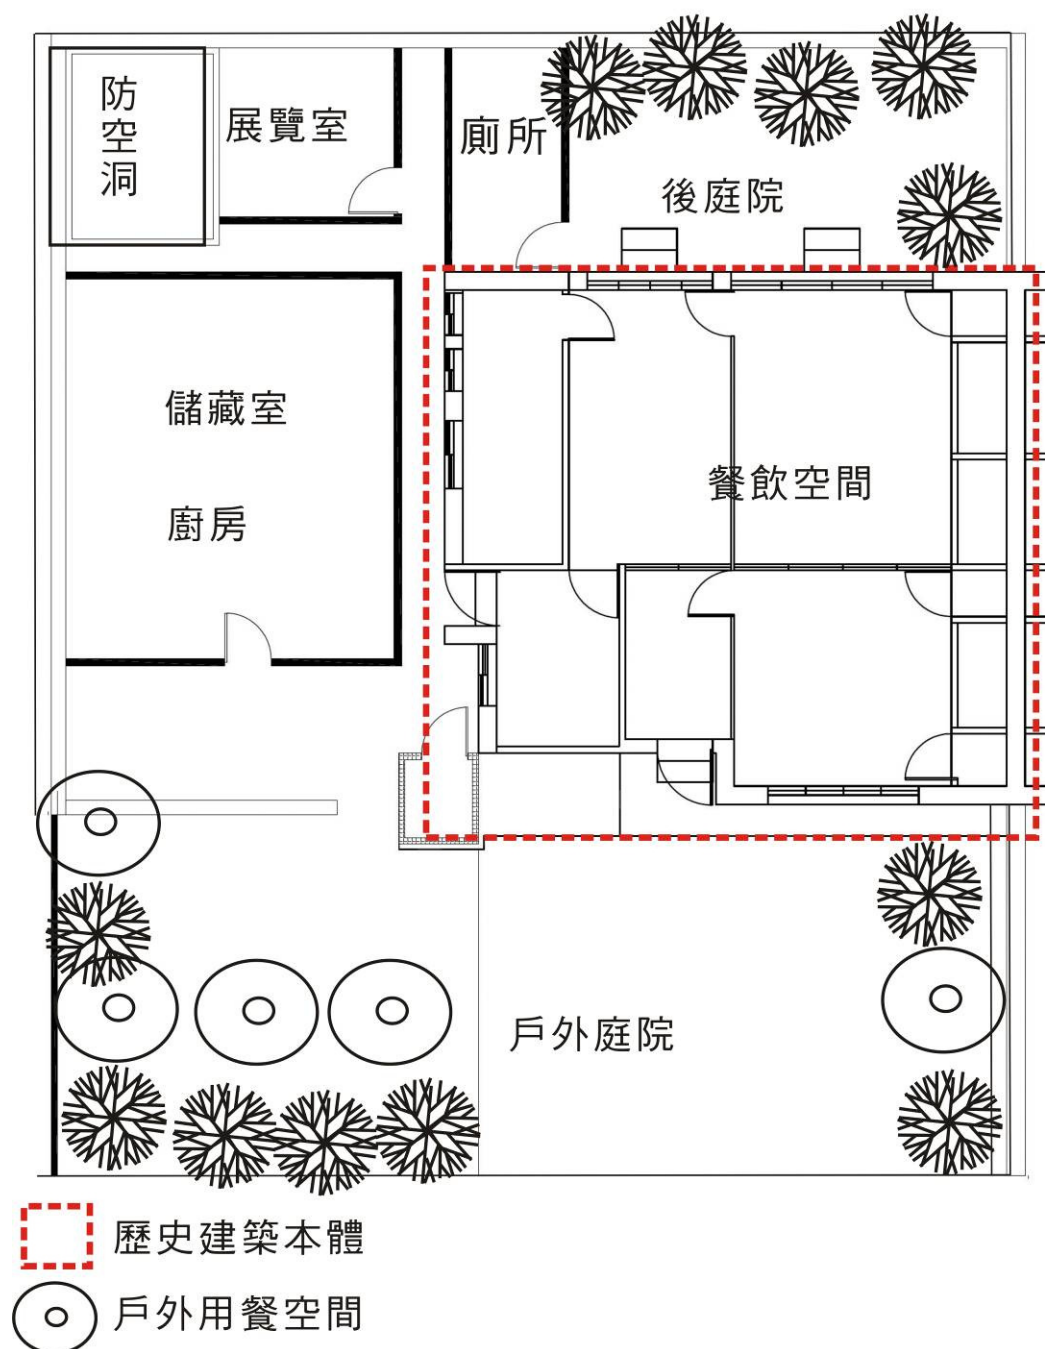 防空洞
展覽室
廁所
後庭院
儲藏室
廚房
餐飲空間
戶外庭院
歷史建築本體
戶外用餐空間